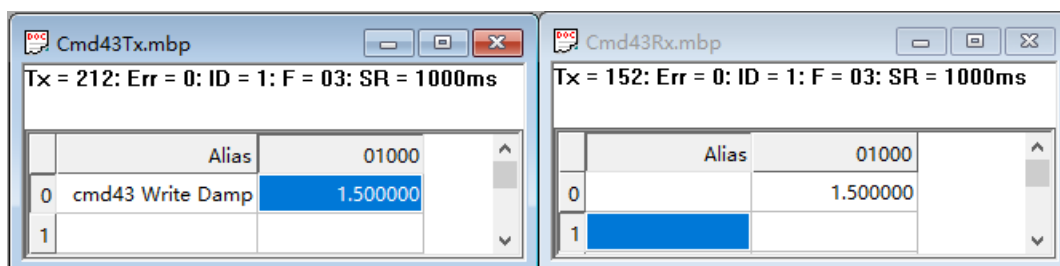 Cmd43Tx.mbp
Tx = 212: Err = 0: ID = 1: F = 03: SR = 1000ms
Alias 01000
0 cmd43 Write Damp 1.500000
1
Cmd43Rx.mbp
Tx = 152: Err = 0: ID = 1: F = 03: SR = 1000ms
Alias 01000
0 1.500000
1